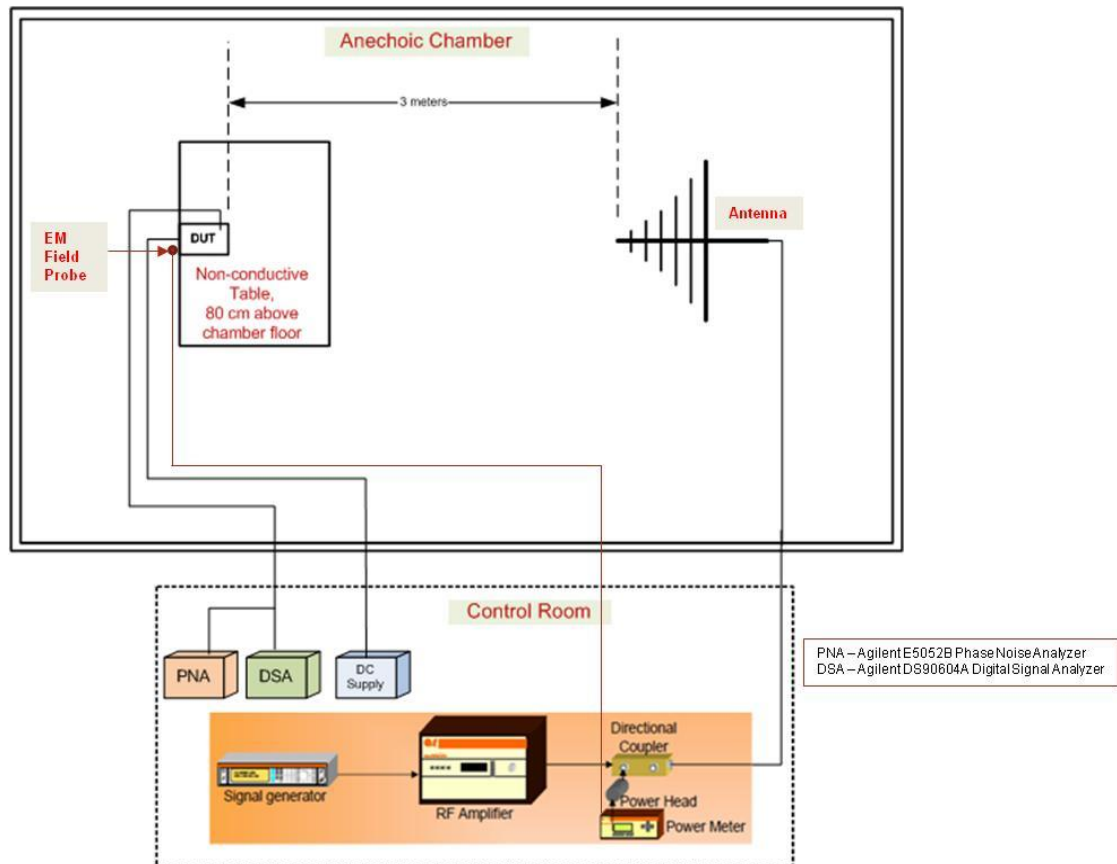 Anechoic Chamber
3 meters
EM
Field
Probe
DUT
Non-conductive
Table,
80 cm above
chamber floor
Antenna
Control Room
PNA
DSA
DC
Supply
PNA – Agilent E5052B Phase Noise Analyzer
DSA – Agilent DS90604A Digital Signal Analyzer
Signal generator
RF Amplifier
Directional
Coupler
Power Head
Power Meter